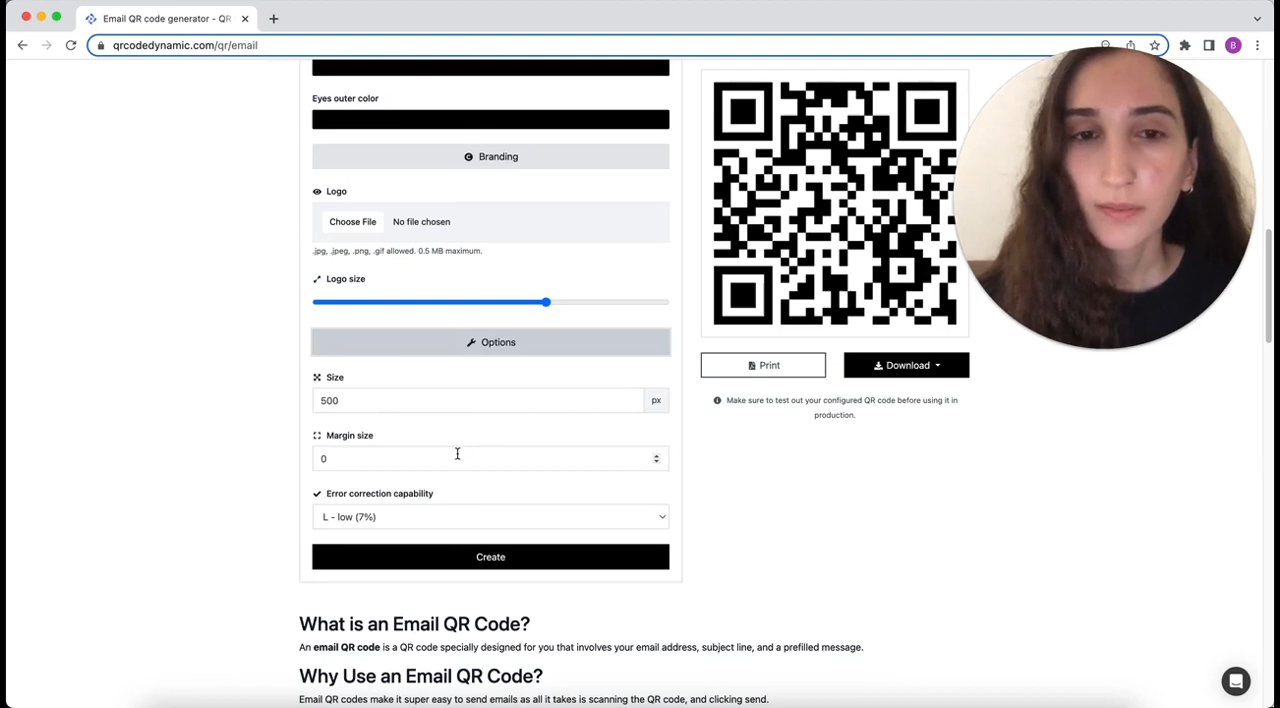 Email QR code generator - QR
qrcodedynamic.com/qr/email
B
Eyes outer color
Branding
Logo
Choose File No file chosen
.jpg, .jpeg, .png, .gif allowed. 0.5 MB maximum.
Logo size
Options
Size
500 px
Margin size
0
Error correction capability
L - low (7%)
Create
Print Download
Make sure to test out your configured QR code before using it in
production.
What is an Email QR Code?
An email QR code is a QR code specially designed for you that involves your email address, subject line, and a prefilled message.
Why Use an Email QR Code?
Email QR codes make it super easy to send emails as all it takes is scanning the QR code, and clicking send.